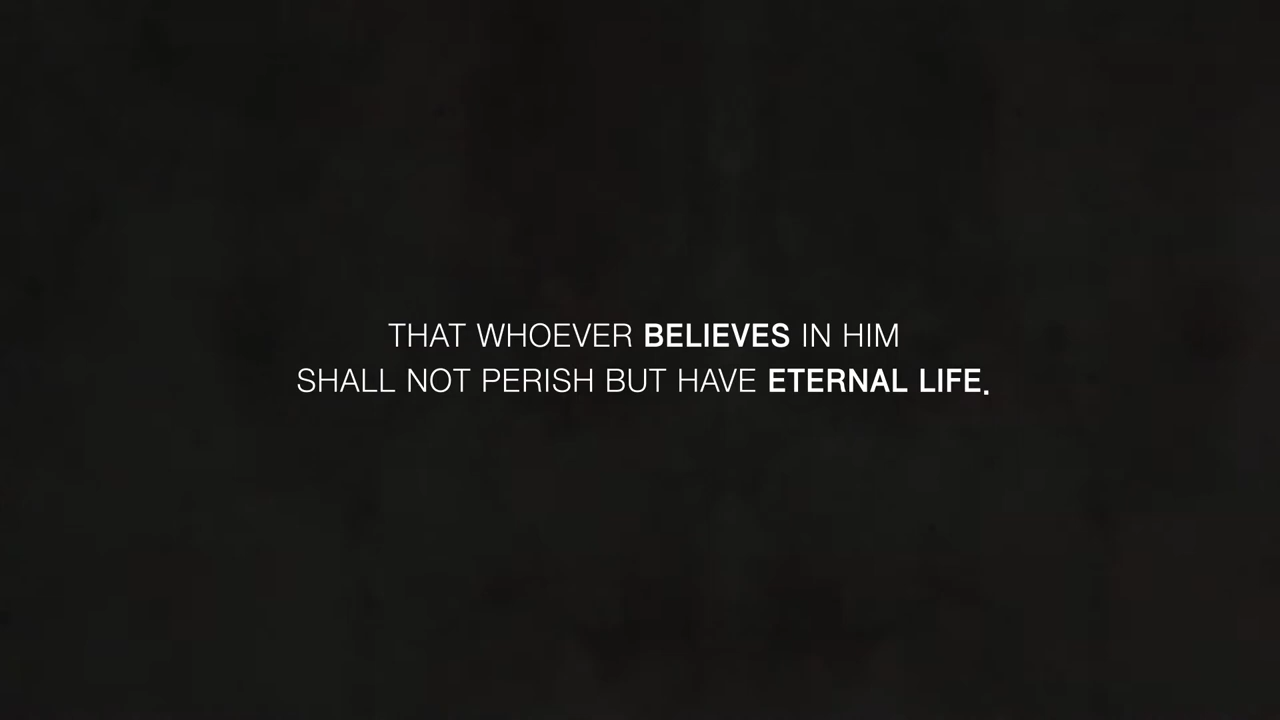 THAT WHOEVER BELIEVES IN HIM
SHALL NOT PERISH BUT HAVE ETERNAL LIFE.